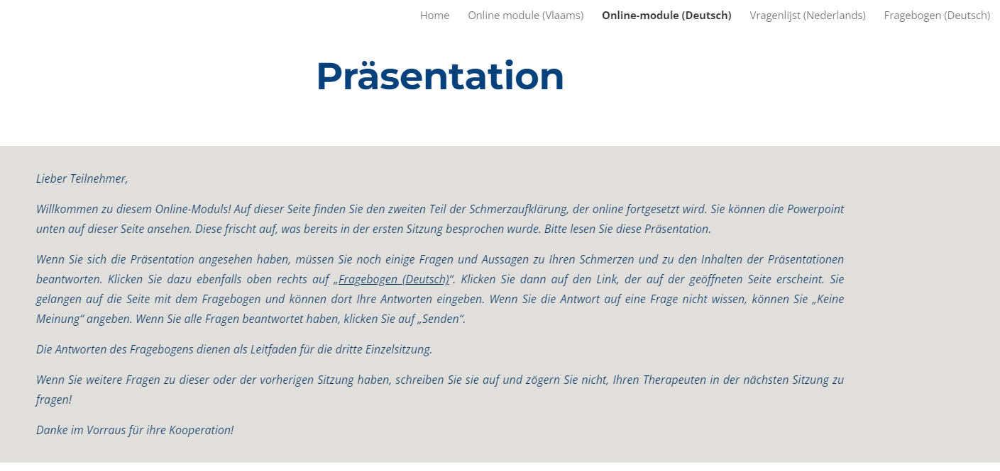 Home Online module (Vlaams) Online-module (Deutsch) Vragenlijst (Nederlands) Fragebogen (Deutsch)
Präsentation
Lieber Teilnehmer,
Willkommen zu diesem Online-Moduls! Auf dieser Seite finden Sie den zweiten Teil der Schmerzaufklärung, der online fortgesetzt wird. Sie können die Powerpoint
unten auf dieser Seite ansehen. Diese frischt auf, was bereits in der ersten Sitzung besprochen wurde. Bitte lesen Sie diese Präsentation.
Wenn Sie sich die Präsentation angesehen haben, müssen Sie noch einige Fragen und Aussagen zu Ihren Schmerzen und zu den Inhalten der Präsentationen
beantworten. Klicken Sie dazu ebenfalls oben rechts auf „Fragebogen (Deutsch)“. Klicken Sie dann auf den Link, der auf der geöffneten Seite erscheint. Sie
gelangen auf die Seite mit dem Fragebogen und können dort Ihre Antworten eingeben. Wenn Sie die Antwort auf eine Frage nicht wissen, können Sie „Keine
Meinung“ angeben. Wenn Sie alle Fragen beantwortet haben, klicken Sie auf „Senden“.
Die Antworten des Fragebogens dienen als Leitfaden für die dritte Einzelsitzung.
Wenn Sie weitere Fragen zu dieser oder der vorherigen Sitzung haben, schreiben Sie sie auf und zögern Sie nicht, Ihren Therapeuten in der nächsten Sitzung zu
fragen!
Danke im Vorraus für ihre Kooperation!